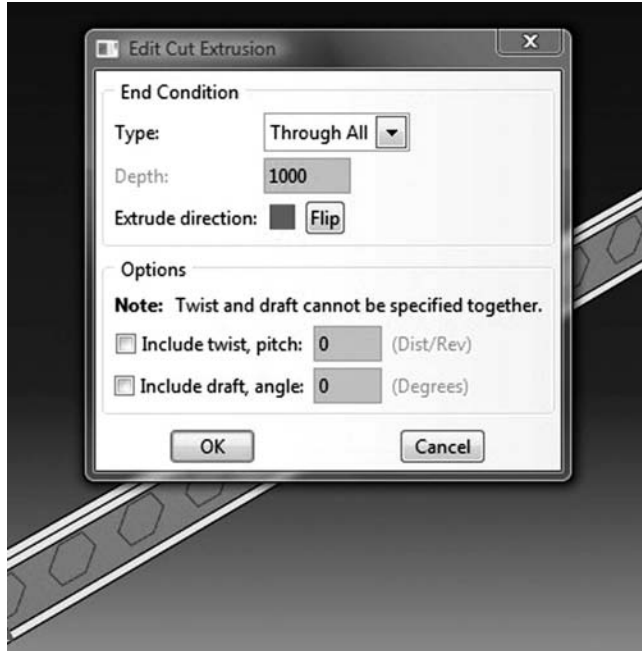 Edit Cut Extrusion
End Condition
Type: Through All
Depth: 1000
Extrude direction: Flip
Options
Note: Twist and draft cannot be specified together.
Include twist, pitch: 0 (Dist/Rev)
Include draft, angle: 0 (Degrees)
OK Cancel